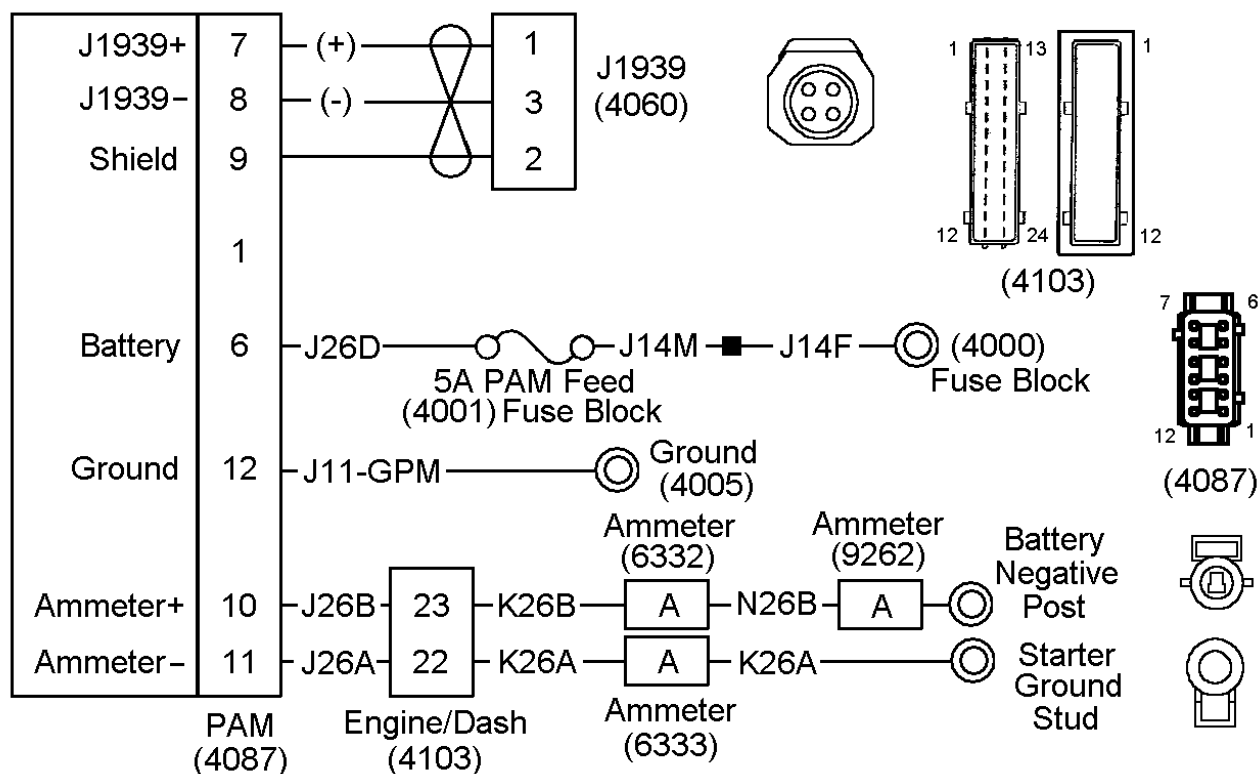 J1939+ 7 (+) 1
J1939− 8 (-) 3
Shield 9 2
J1939
(4060)
1 13 1
12 24 12
(4103)
1
Battery 6 J26D J14M J14F (4000)
Fuse Block
5A PAM Feed
(4001) Fuse Block
7 6
12 1
(4087)
Ground 12 J11-GPM Ground
(4005)
Ammeter
(6332)
Ammeter
(9262)
Battery
Negative
Post
Ammeter+ 10 J26B 23 K26B A N26B A
Ammeter− 11 J26A 22 K26A A K26A
Starter
Ground
Stud
PAM
(4087)
Engine/Dash
(4103)
Ammeter
(6333)